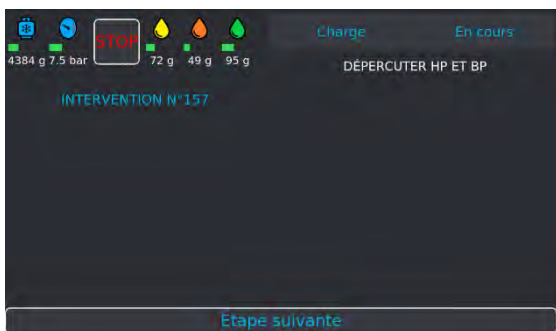 STOP
4384 g 7.5 bar 72 g 49 g 95 g
Charge En cours
DÉPERCUTER HP ET BP
INTERVENTION N°157
Etape suivante